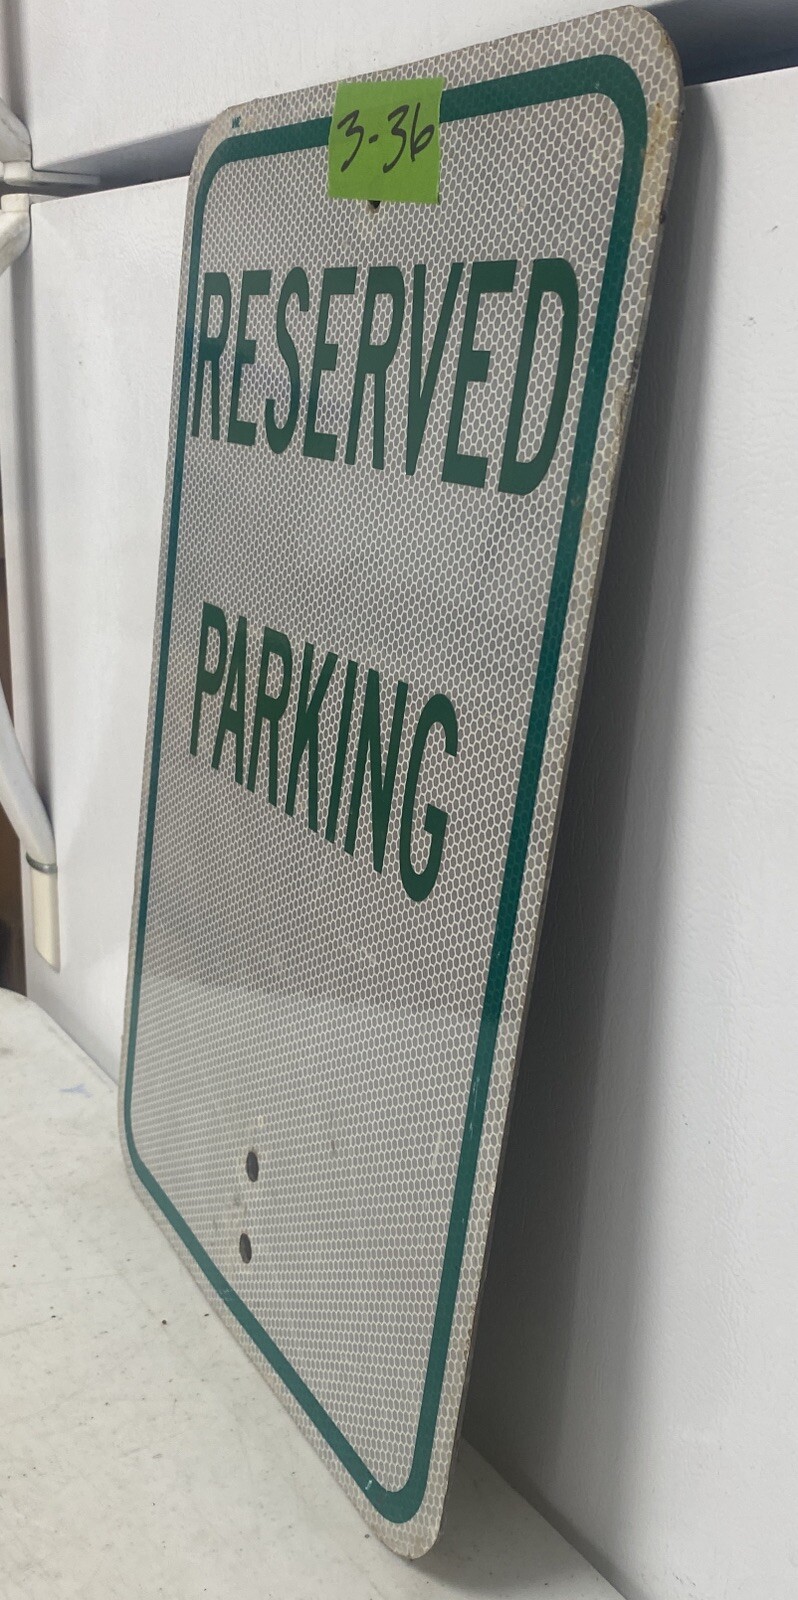 3-36
RESERVED
PARKING